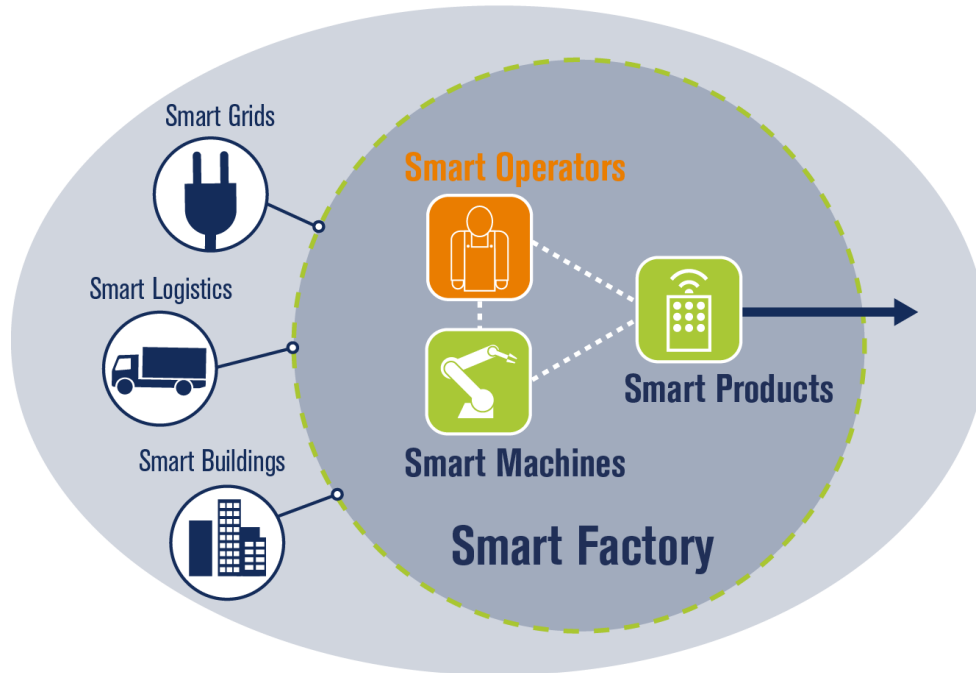 Smart Grids
Smart Operators
Smart Logistics
Smart Products
Smart Buildings
Smart Machines
Smart Factory